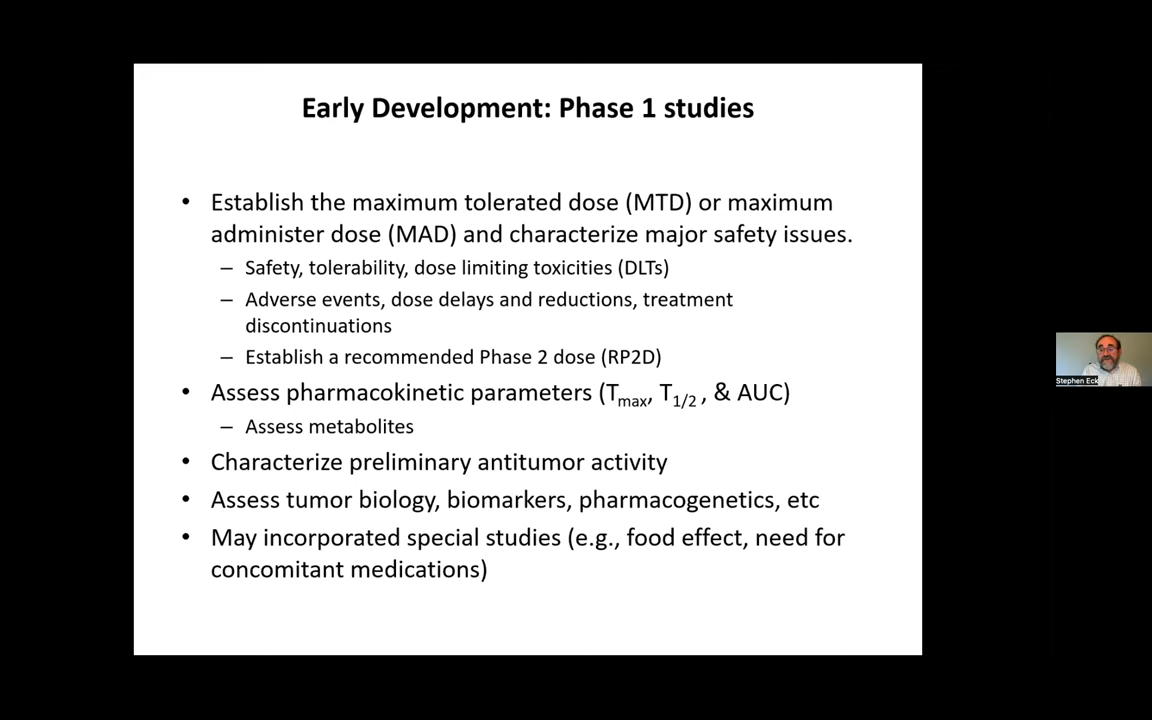 Early Development: Phase 1 studies
• Establish the maximum tolerated dose (MTD) or maximum
administer dose (MAD) and characterize major safety issues.
– Safety, tolerability, dose limiting toxicities (DLTs)
– Adverse events, dose delays and reductions, treatment
discontinuations
– Establish a recommended Phase 2 dose (RP2D)
• Assess pharmacokinetic parameters (Tmax, T1/2 , & AUC)
– Assess metabolites
• Characterize preliminary antitumor activity
• Assess tumor biology, biomarkers, pharmacogenetics, etc
• May incorporated special studies (e.g., food effect, need for
concomitant medications)
Stephen Eck